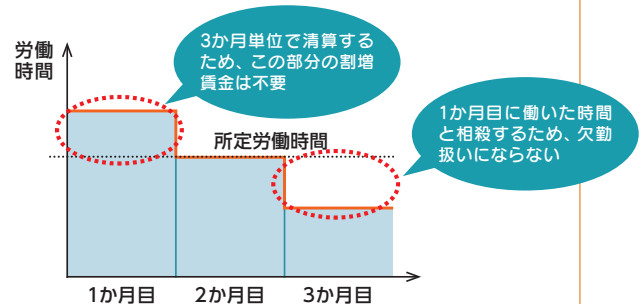 3か月単位で清算する
ため、この部分の割増
賃金は不要
労働
時間
1か月目に働いた時間
と相殺するため、欠勤
扱いにならない
所定労働時間
1か月目
2か月目
3か月目